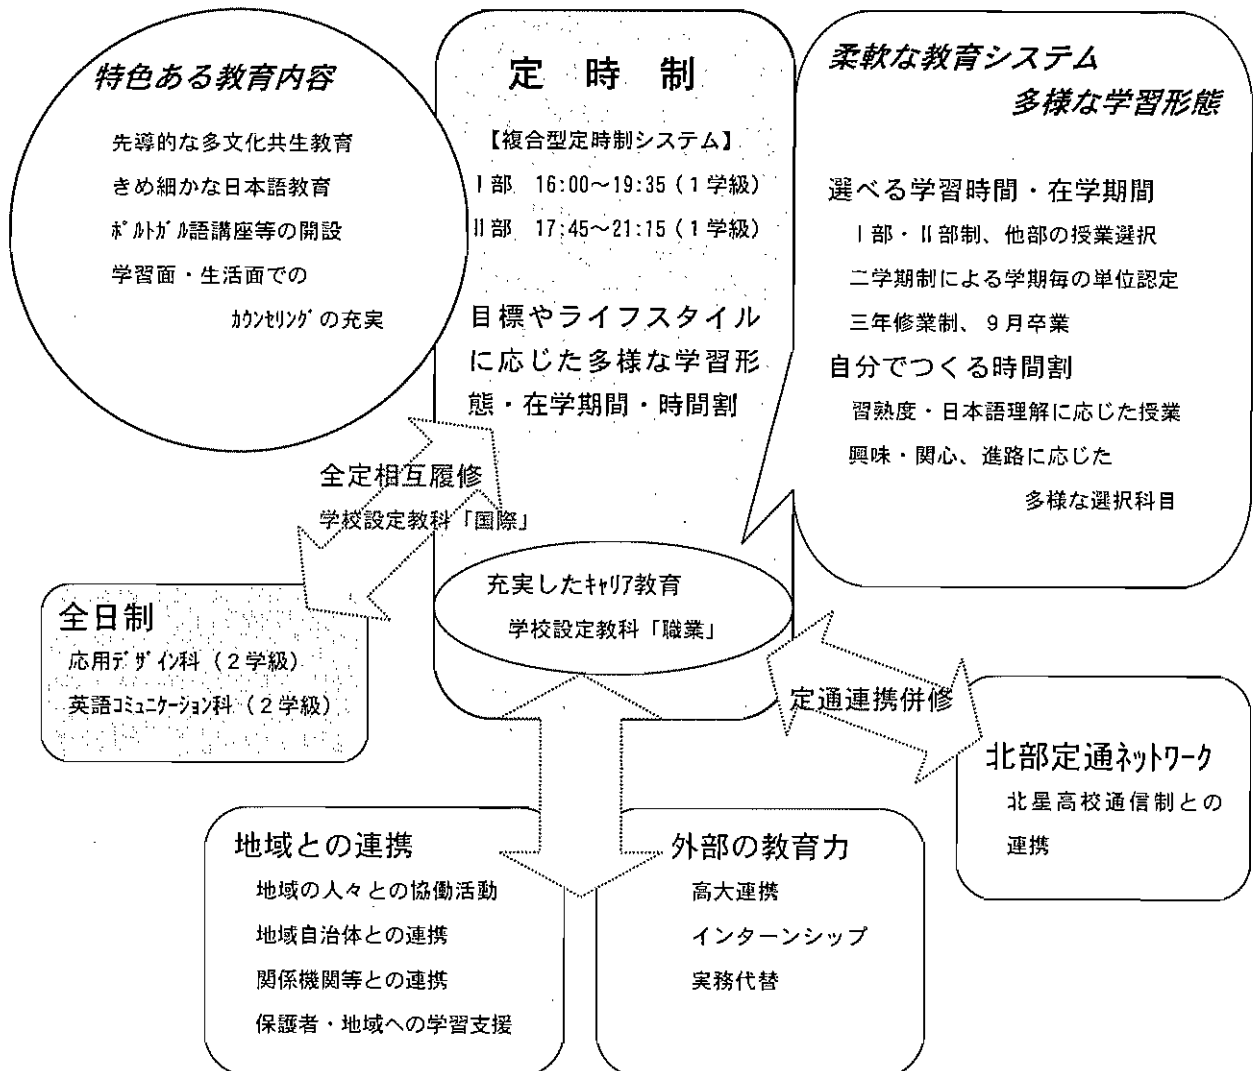 特色ある教育内容
先導的な多文化共生教育
きめ細かな日本語教育
ﾎﾟﾙﾄｶﾞﾙ語講座等の開設
学習面・生活面での
ｶｳﾝｾﾘﾝｸﾞの充実
定時制
【複合型定時制システム】
Ⅰ部 16:00～19:35（1学級）
Ⅱ部 17:45～21:15（1学級）
目標やライフスタイル
に応じた多様な学習形
態・在学期間・時間割
柔軟な教育システム
多様な学習形態
選べる学習時間・在学期間
Ⅰ部・Ⅱ部制、他部の授業選択
二学期制による学期毎の単位認定
三年修業制、９月卒業
自分でつくる時間割
習熟度・日本語理解に応じた授業
興味・関心、進路に応じた
多様な選択科目
全定相互履修
学校設定教科「国際」
充実したｷｬﾘｱ教育
学校設定教科「職業」
全日制
応用ﾃﾞｻﾞｲﾝ科（２学級）
英語ｺﾐｭﾆｹｰｼｮﾝ科（２学級）
定通連携併修
北部定通ﾈｯﾄﾜｰｸ
北星高校通信制との
連携
地域との連携
地域の人々との協働活動
地域自治体との連携
関係機関等との連携
保護者・地域への学習支援
外部の教育力
高大連携
インターンシップ
実務代替